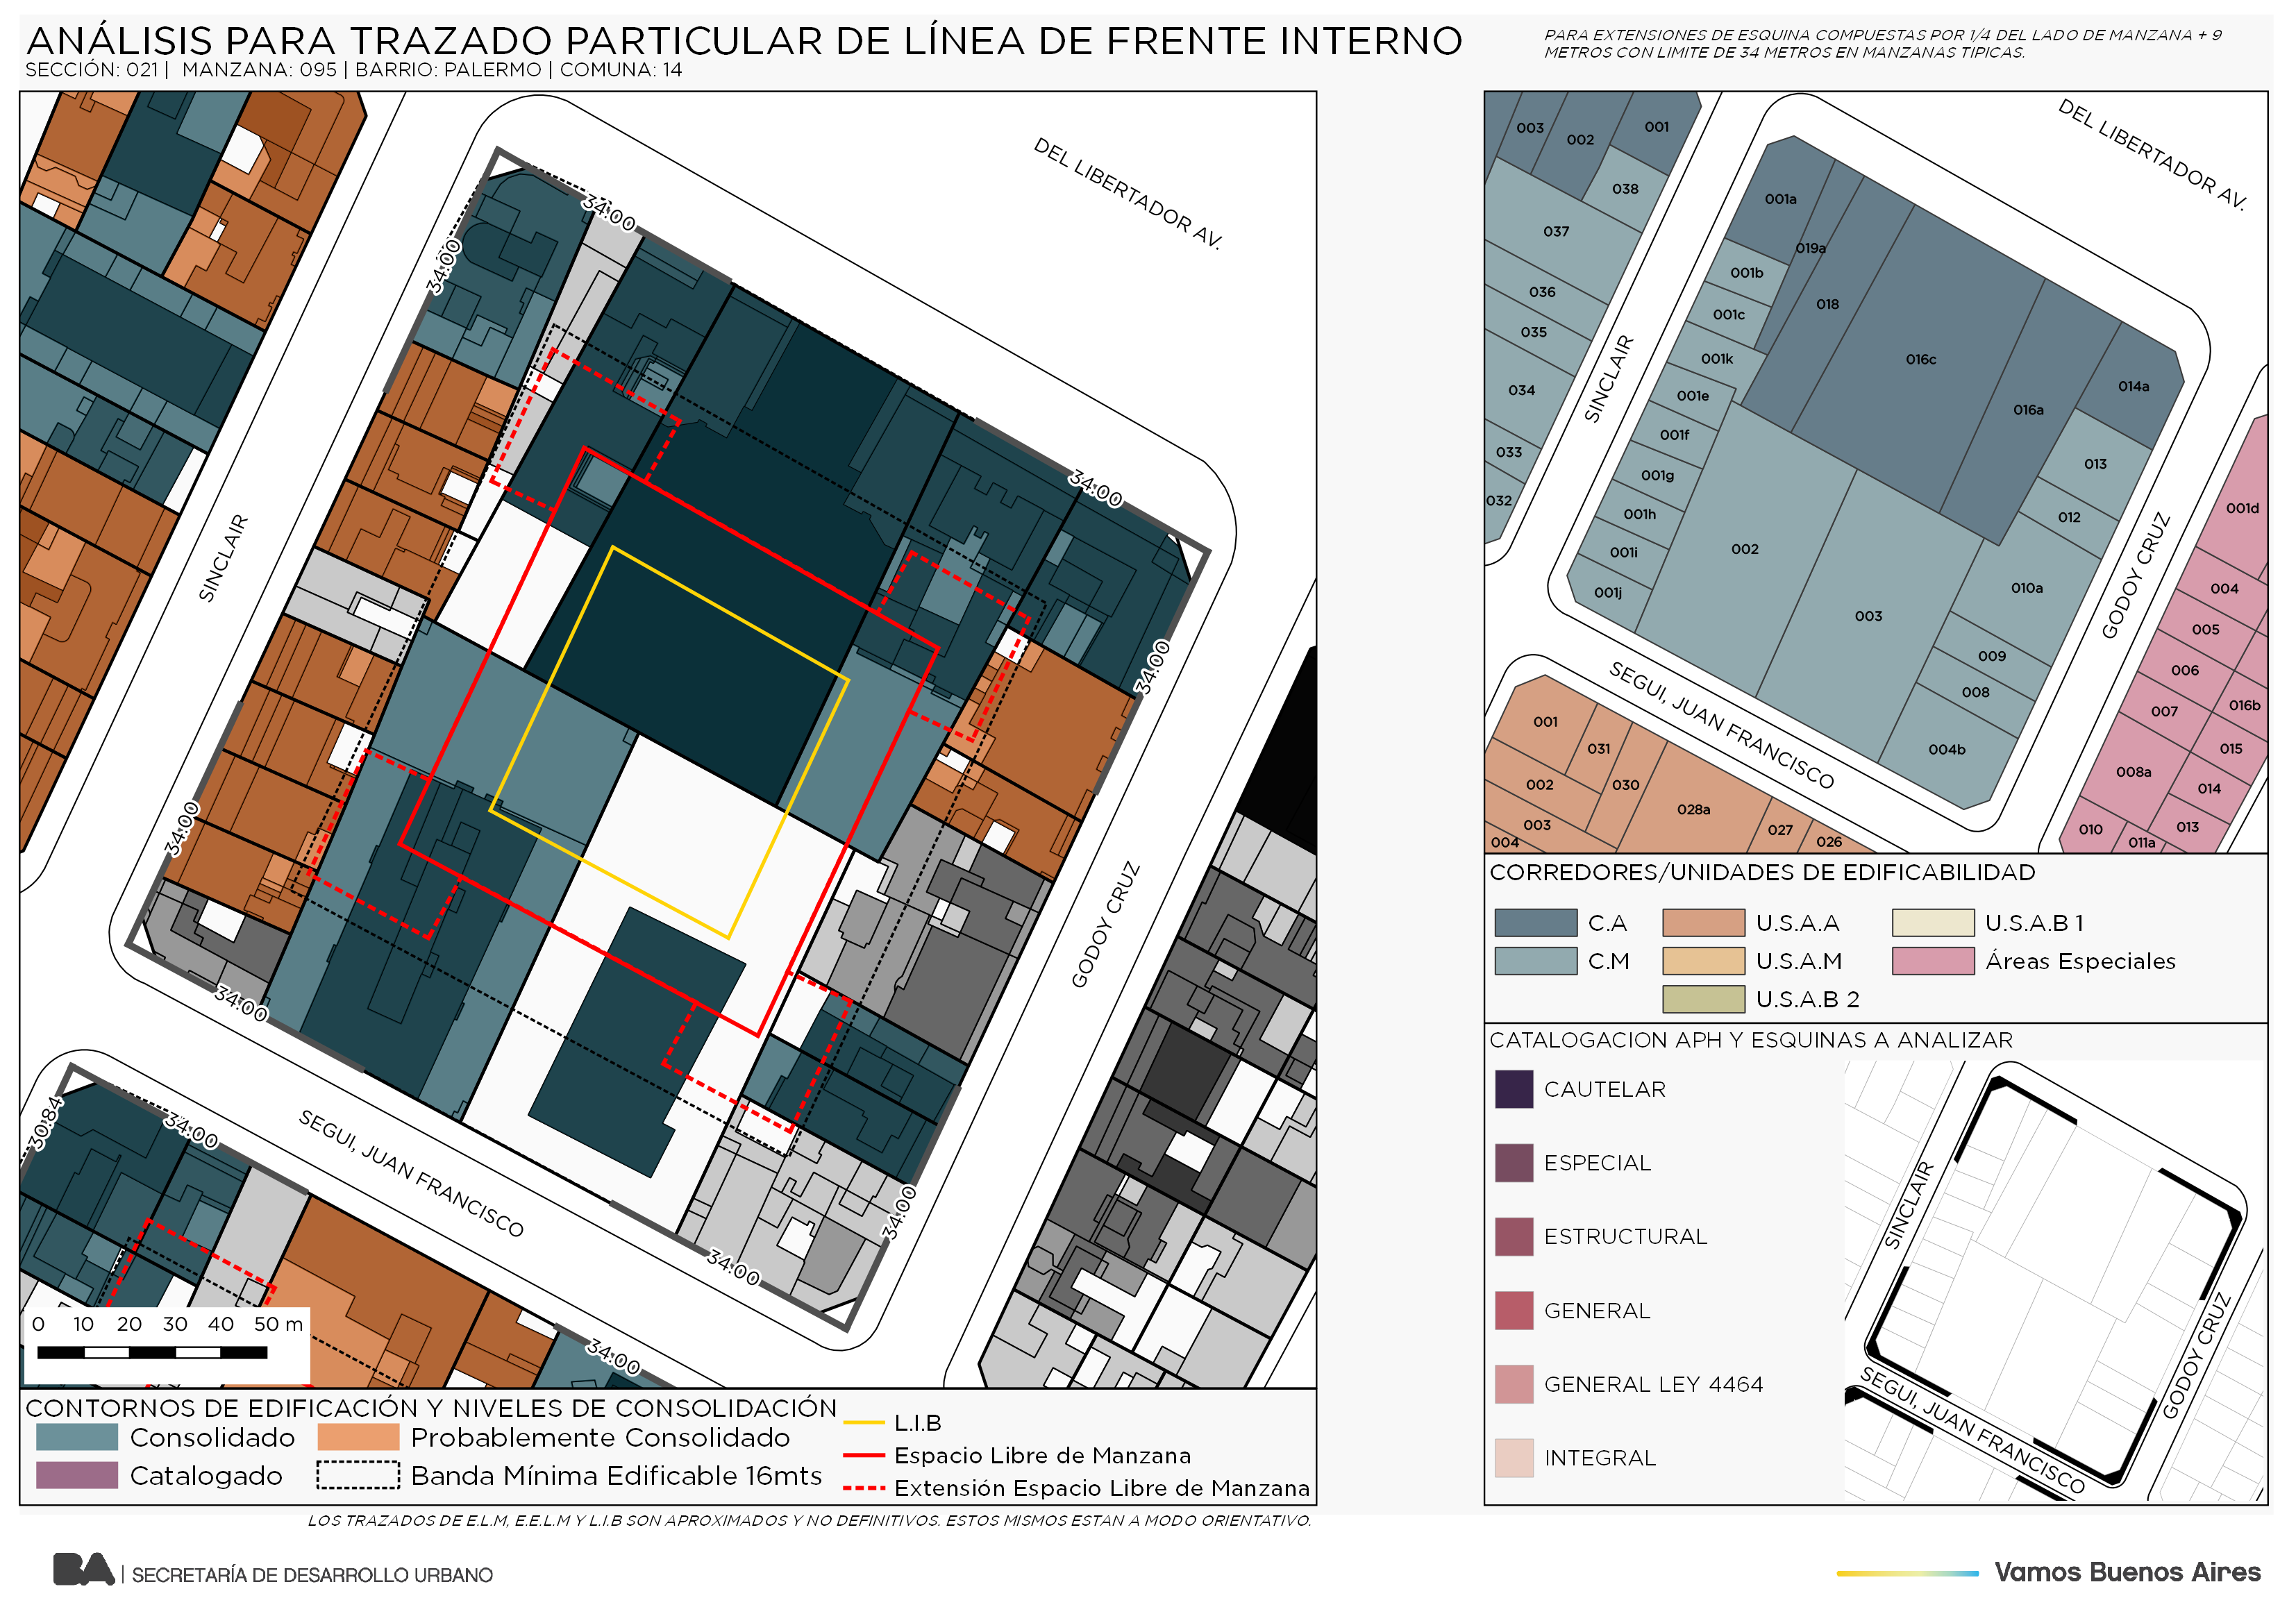 ANÁLISIS PARA TRAZADO PARTICULAR DE LÍNEA DE FRENTE INTERNO
SECCIÓN: 021 | MANZANA: 095 | BARRIO: PALERMO | COMUNA: 14
PARA EXTENSIONES DE ESQUINA COMPUESTAS POR 1/4 DEL LADO DE MANZANA + 9
METROS CON LIMITE DE 34 METROS EN MANZANAS TIPICAS.
DEL LIBERTADOR AV.
34.00
34.00
34.00
34.00
34.00
34.00
34.00
34.00
SINCLAIR
GODOY CRUZ
SEGUI, JUAN FRANCISCO
30.84
34.00
34.00
0 10 20 30 40 50 m
CONTORNOS DE EDIFICACIÓN Y NIVELES DE CONSOLIDACIÓN
Consolidado
Probablemente Consolidado
Catalogado
Banda Mínima Edificable 16mts
L.I.B
Espacio Libre de Manzana
Extensión Espacio Libre de Manzana
LOS TRAZADOS DE E.L.M, E.E.L.M Y L.I.B SON APROXIMADOS Y NO DEFINITIVOS. ESTOS MISMOS ESTAN A MODO ORIENTATIVO.
DEL LIBERTADOR AV.
SINCLAIR
GODOY CRUZ
SEGUI, JUAN FRANCISCO
003
002
001
038
037
036
035
034
033
032
001a
019a
018
001b
001c
001k
001e
001f
001g
001h
001i
001j
016c
016a
014a
013
012
010a
009
008
004b
002
003
001d
004
005
006
007
016b
015
008a
014
013
010
011a
001
031
002
030
003
004
028a
027
026
CORREDORES/UNIDADES DE EDIFICABILIDAD
C.A
U.S.A.A
U.S.A.B 1
C.M
U.S.A.M
Áreas Especiales
U.S.A.B 2
CATALOGACION APH Y ESQUINAS A ANALIZAR
CAUTELAR
ESPECIAL
ESTRUCTURAL
GENERAL
GENERAL LEY 4464
INTEGRAL
SINCLAIR
GODOY CRUZ
SEGUI, JUAN FRANCISCO
BA | SECRETARÍA DE DESARROLLO URBANO
Vamos Buenos Aires